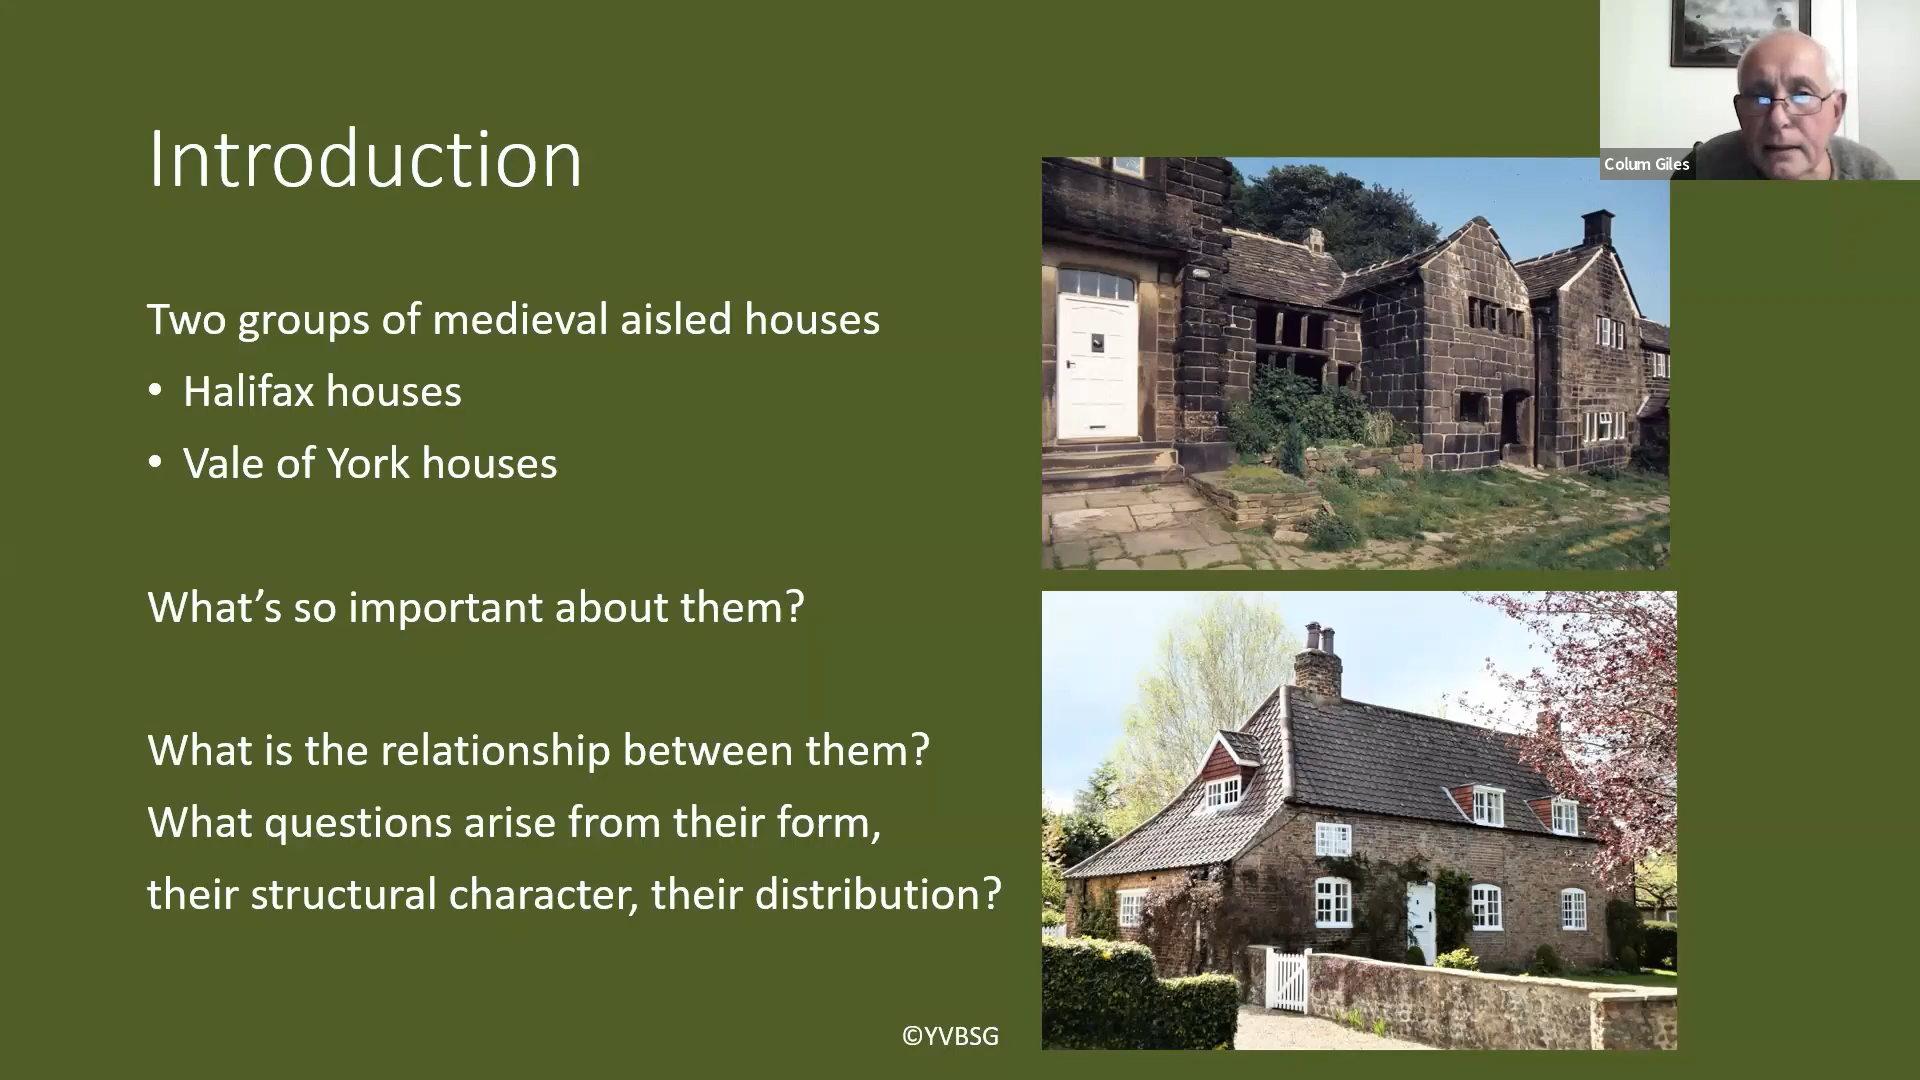 Introduction
Colum Giles
Two groups of medieval aisled houses
• Halifax houses
• Vale of York houses
What’s so important about them?
What is the relationship between them?
What questions arise from their form,
their structural character, their distribution?
©YVBSG